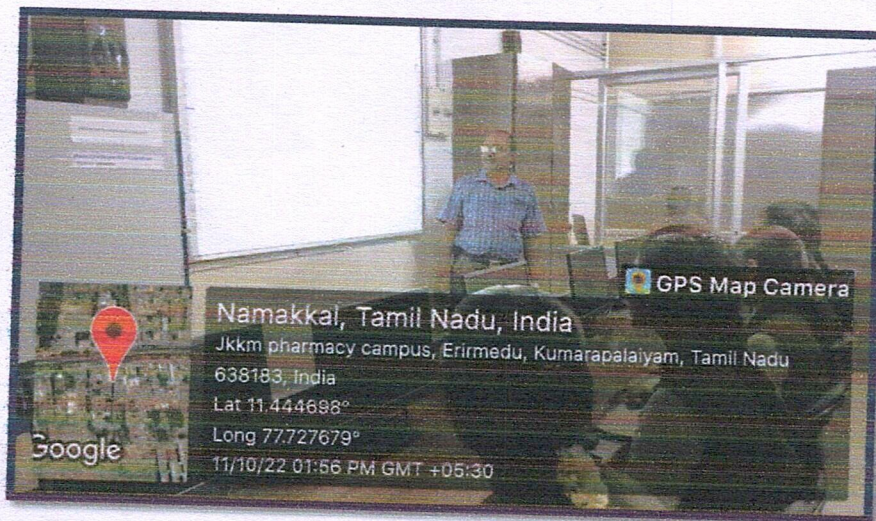 GPS Map Camera
Namakkal, Tamil Nadu, India
Jkkm pharmacy campus, Erirmedu, Kumarapalaiyam, Tamil Nadu
638183, India
Lat 11.444698°
Long 77.727679°
11/10/22 01:56 PM GMT +05:30
Google